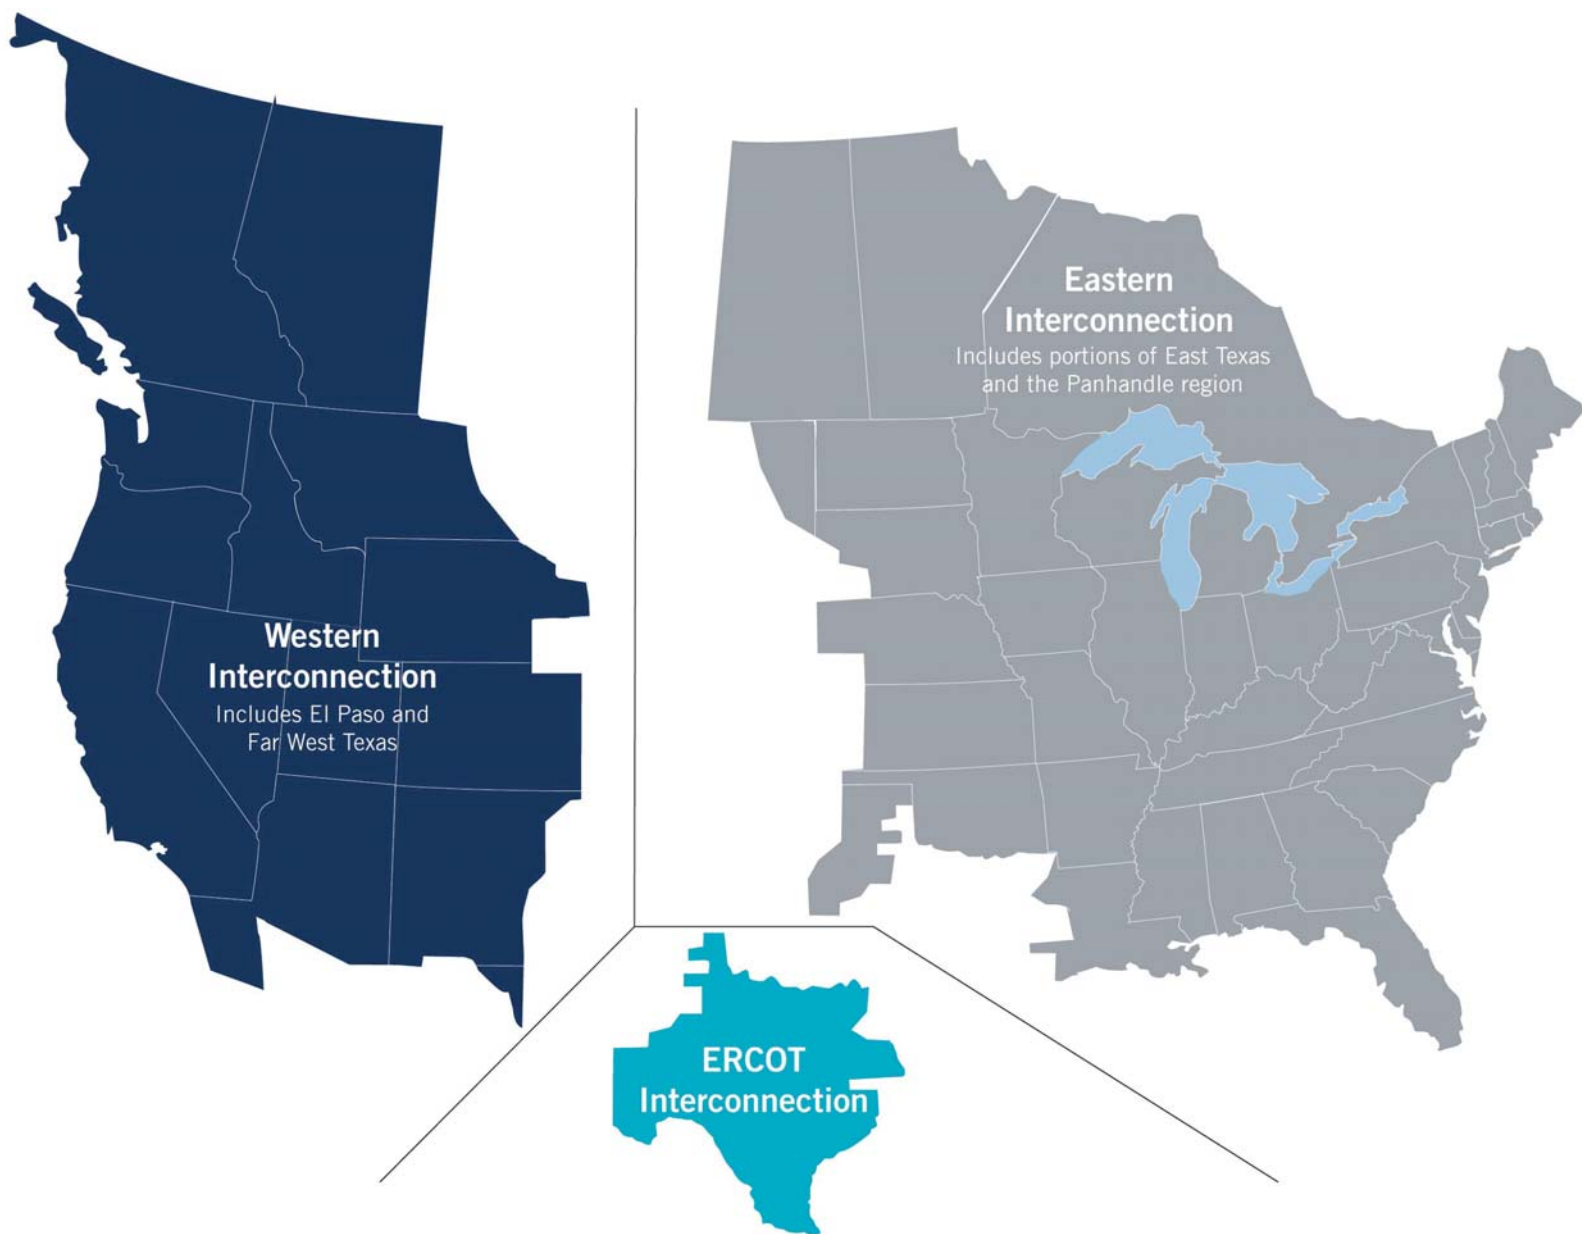 Western
Interconnection
Includes El Paso and
Far West Texas
Eastern
Interconnection
Includes portions of East Texas
and the Panhandle region
ERCOT
Interconnection